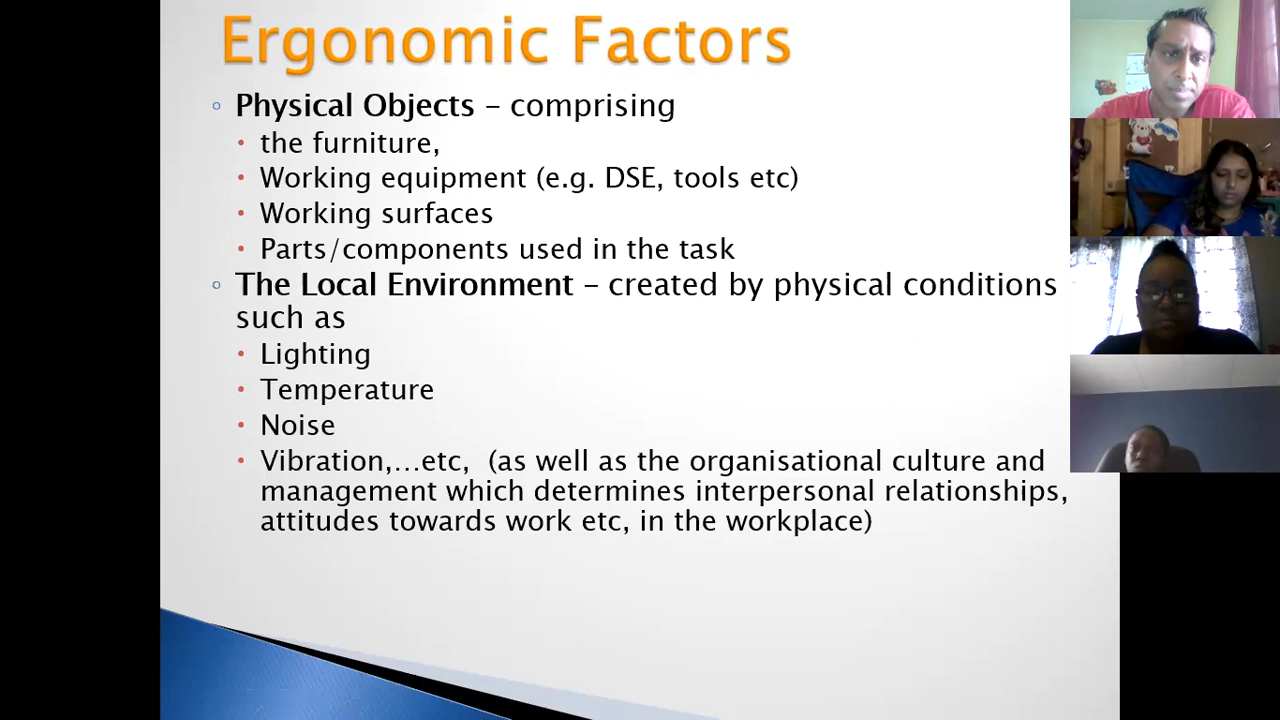 Ergonomic Factors
Physical Objects – comprising
the furniture,
Working equipment (e.g. DSE, tools etc)
Working surfaces
Parts/components used in the task
The Local Environment – created by physical conditions
such as
Lighting
Temperature
Noise
Vibration,...etc, (as well as the organisational culture and
management which determines interpersonal relationships,
attitudes towards work etc, in the workplace)